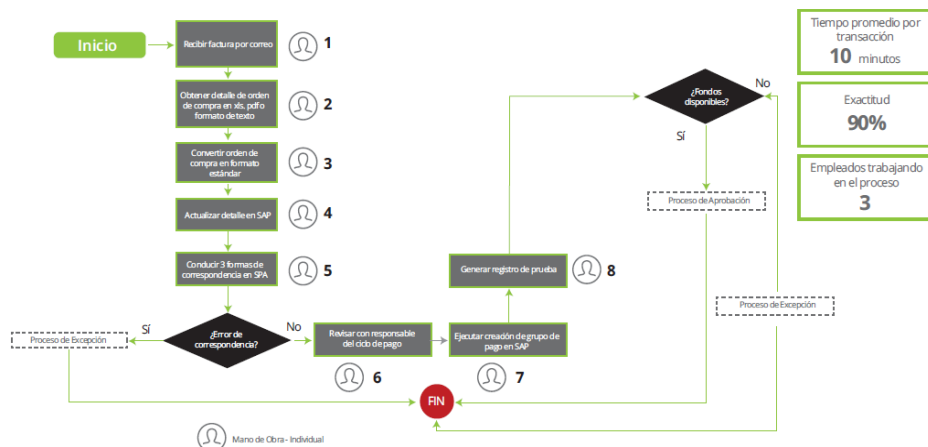 Inicio
Recibir factura por correo
1
Obtener detalle de orden
de compra en xls, pdf o
formato de texto
2
Convertir orden de
compra en formato
estándar
3
Actualizar detalle en SAP
4
Conducir 3 formas de
correspondencia en SPA
5
¿Error de
correspondencia?
Sí
No
Proceso de Excepción
Revisar con responsable
del ciclo de pago
6
Ejecutar creación de grupo de
pago en SAP
7
Generar registro de prueba
8
¿Fondos
disponibles?
No
Sí
Proceso de Aprobación
Proceso de Excepción
FIN
Mano de Obra - Individual
Tiempo promedio por
transacción
10 minutos
Exactitud
90%
Empleados trabajando
en el proceso
3